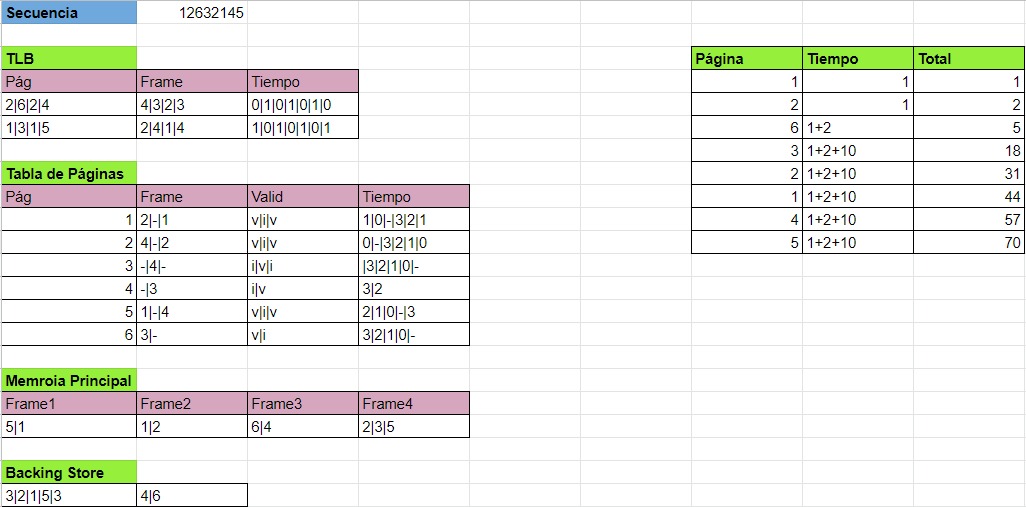 Secuencia 12632145
TLB Página Tiempo Total
Pág Frame Tiempo 1 1 1
2|6|2|4 4|3|2|3 0|1|0|1|0|1|0 2 1 2
1|3|1|5 2|4|1|4 1|0|1|0|1|0|1 6 1+2 5
3 1+2+10 18
Tabla de Páginas 2 1+2+10 31
Pág Frame Valid Tiempo 1 1+2+10 44
1 2|-|1 v|i|v 1|0|-|3|2|1 4 1+2+10 57
2 4|-|2 v|i|v 0|-|3|2|1|0 5 1+2+10 70
3 -|4|- i|v|i |3|2|1|0|-
4 -|3 i|v 3|2
5 1|-|4 v|i|v 2|1|0|-|3
6 3|- v|i 3|2|1|0|-
Memroia Principal
Frame1 Frame2 Frame3 Frame4
5|1 1|2 6|4 2|3|5
Backing Store
3|2|1|5|3 4|6